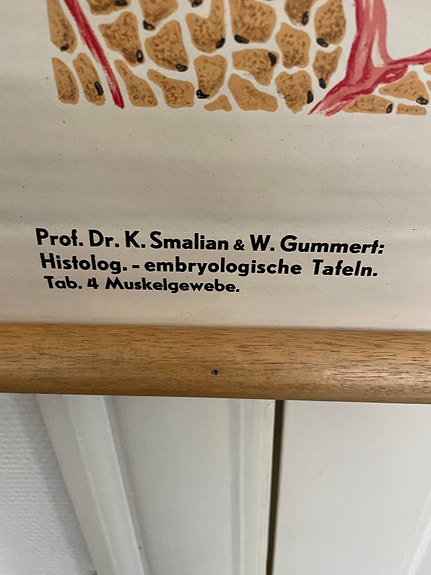 Prof. Dr. K. Smalian & W. Gummert:
Histolog. - embryologische Tafeln.
Tab. 4 Muskelgewebe.